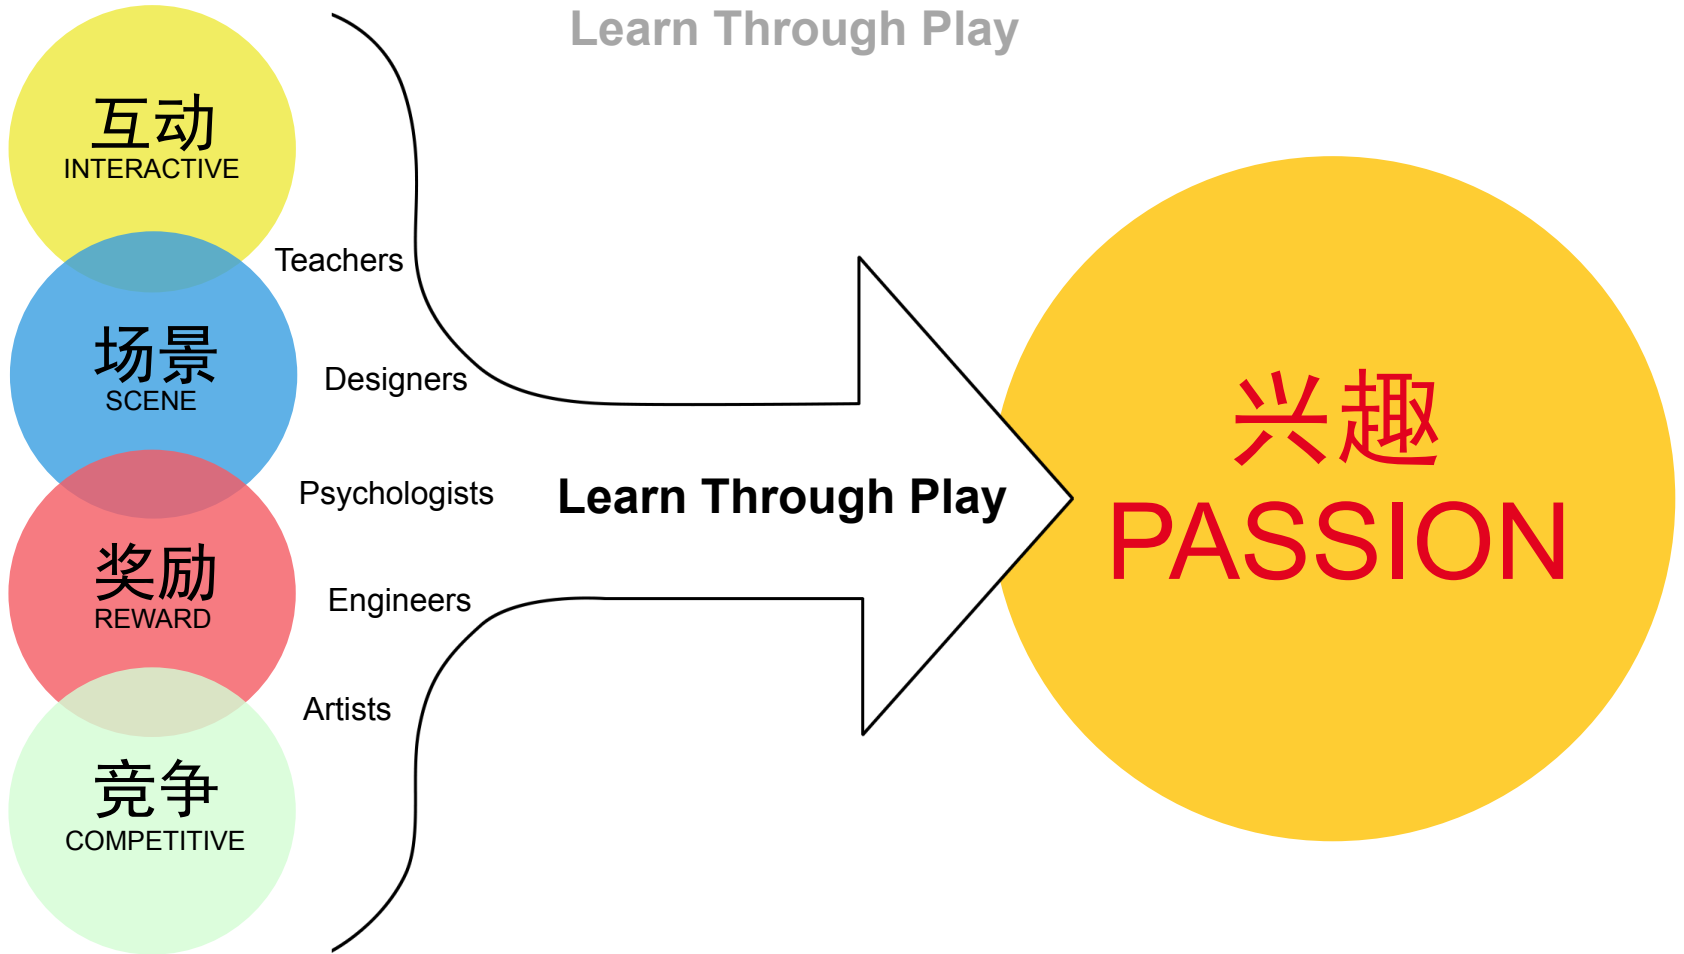 Learn Through Play
互动
INTERACTIVE
场景
SCENE
奖励
REWARD
竞争
COMPETITIVE
Teachers
Designers
Psychologists
Engineers
Artists
Learn Through Play
兴趣
PASSION